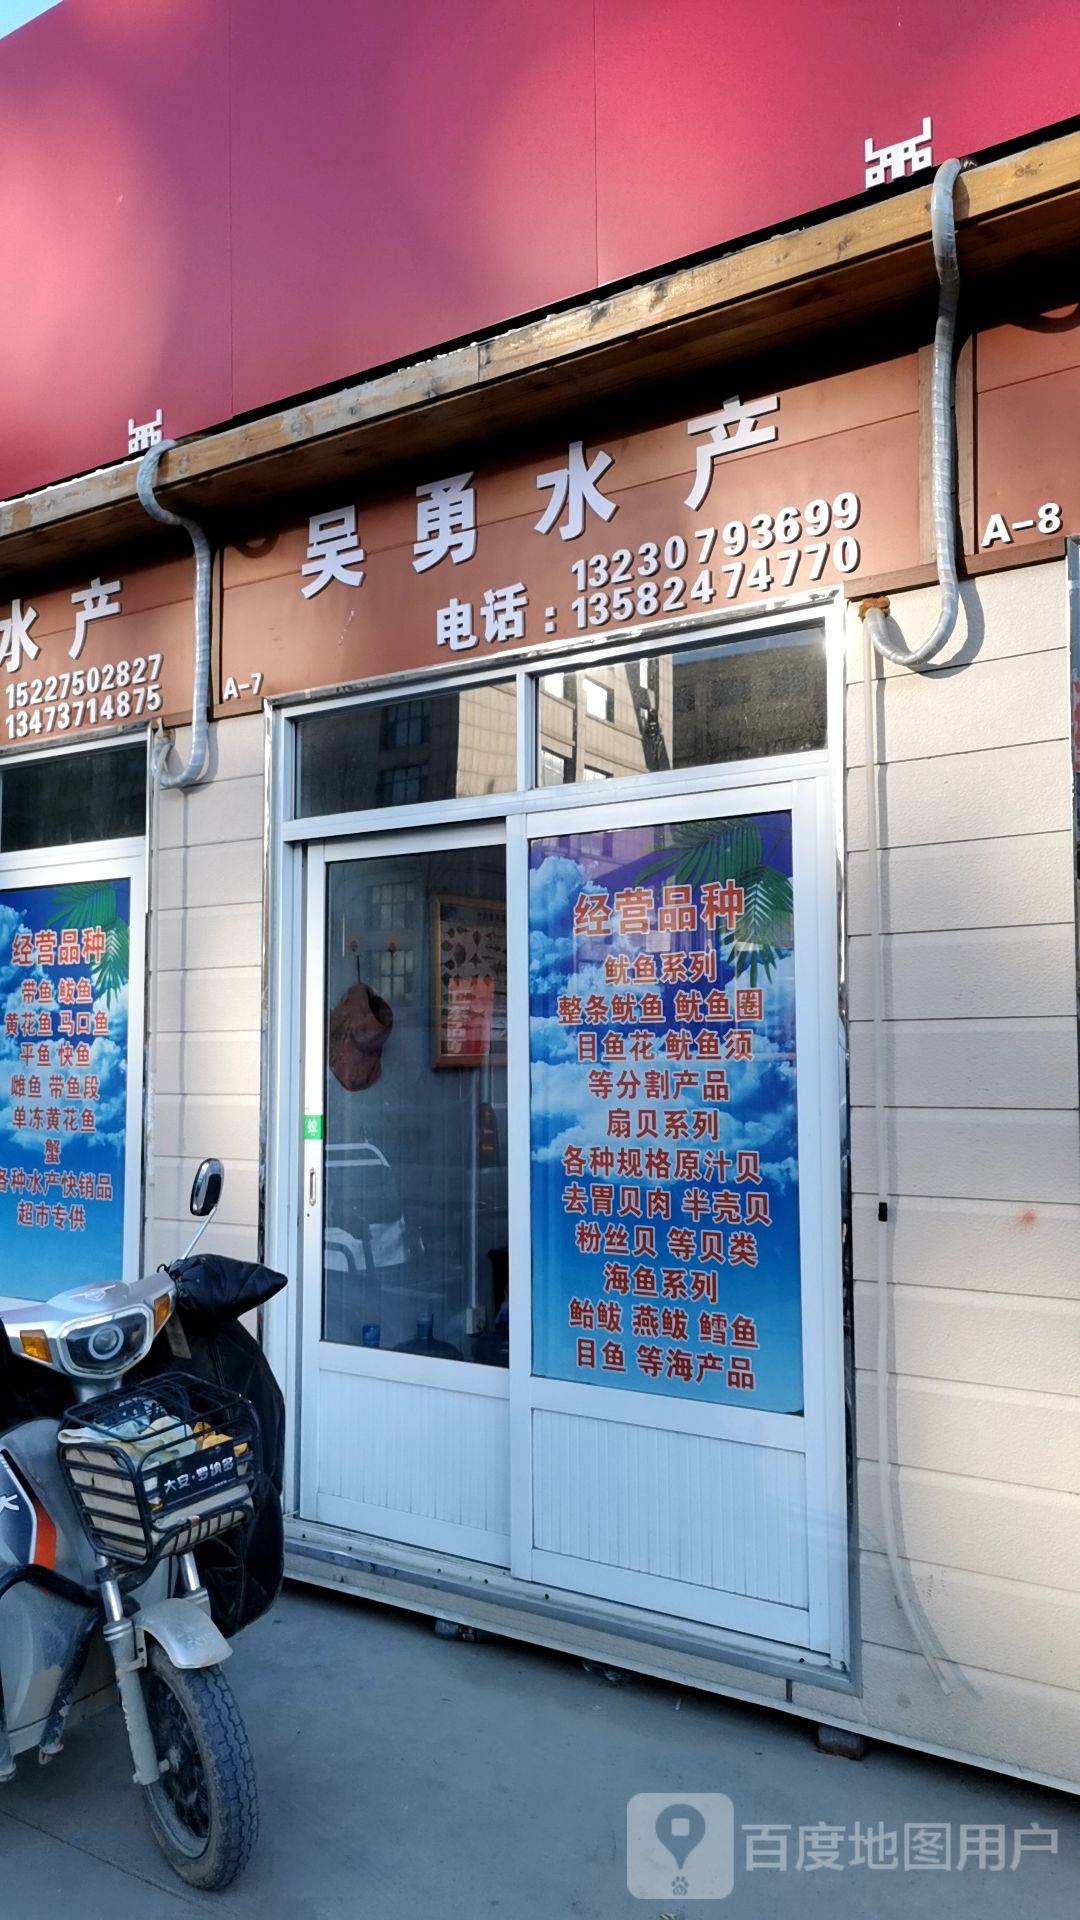 吴勇水产
电话：13230793699
13582474770
A-7
A-8
水产
15227502827
13473714875
经营品种
鱿鱼系列
整条鱿鱼 鱿鱼圈
目鱼花 鱿鱼须
等分割产品
扇贝系列
各种规格原汁贝
去胃贝肉 半壳贝
粉丝贝 等贝类
海鱼系列
鲐鲅 燕鲅 鳕鱼
目鱼 等海产品
经营品种
带鱼 鲅鱼
黄花鱼 马口鱼
平鱼 快鱼
雌鱼 带鱼段
单冻黄花鱼
蟹
各种水产快销品
超市专供
拉
大安·罗纳多
百度地图用户